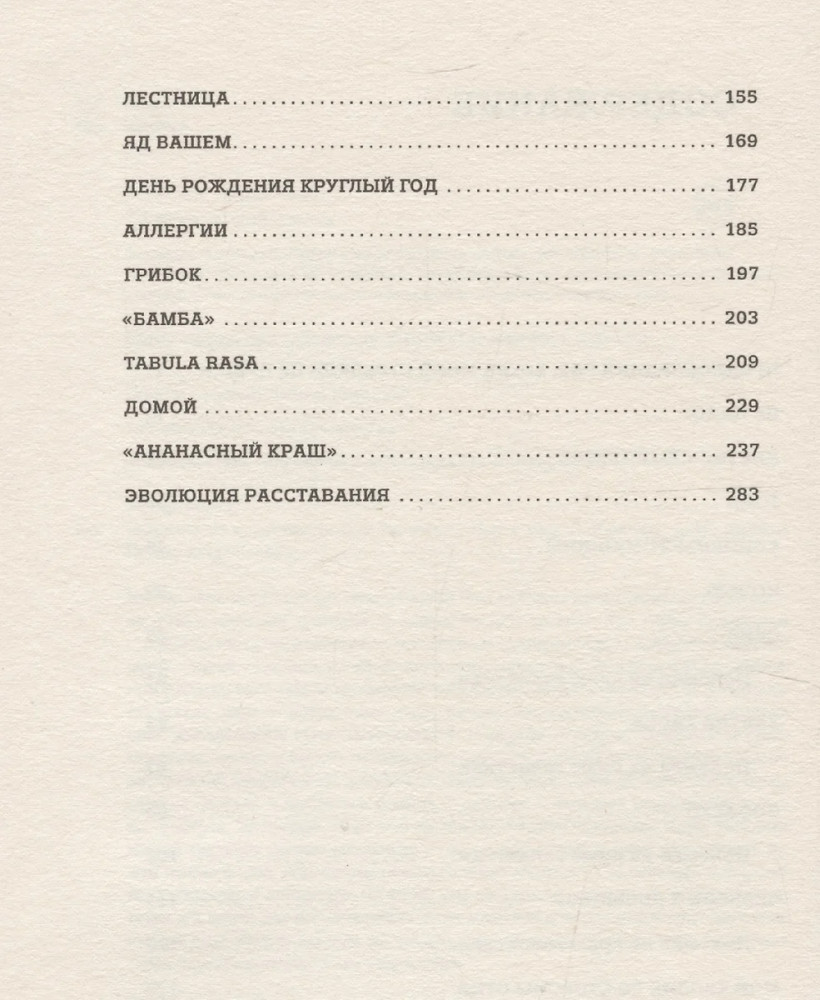 ЛЕСТНИЦА.................................................. 155
ЯД ВАШЕМ.................................................. 169
ДЕНЬ РОЖДЕНИЯ КРУГЛЫЙ ГОД ............................ 177
АЛЛЕРГИИ .................................................. 185
ГРИБОК..................................................... 197
«БАМБА» ................................................... 203
TABULA RASA............................................... 209
ДОМОЙ ..................................................... 229
«АНАНАСНЫЙ КРАШ»....................................... 237
ЭВОЛЮЦИЯ РАССТАВАНИЯ ................................. 283